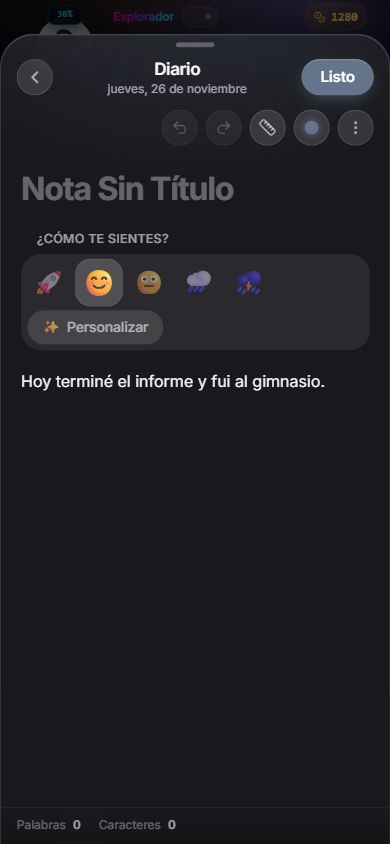 30%
Explorador
1280
Diario
Listo
jueves, 26 de noviembre
Nota Sin Título
¿CÓMO TE SIENTES?
Personalizar
Hoy terminé el informe y fui al gimnasio.
Palabras 0 Caracteres 0